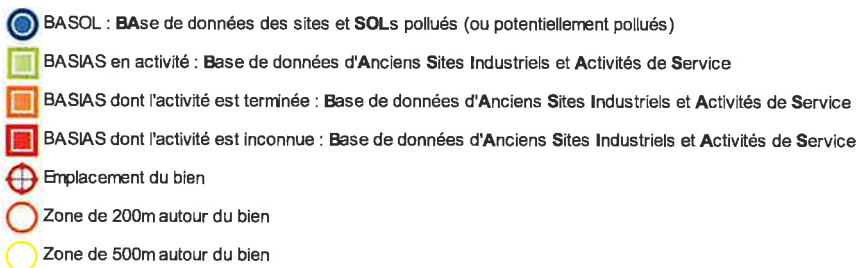 BASOL : BAse de données des sites et SOLs pollués (ou potentiellement pollués)
BASIAS en activité : Base de données d'Anciens Sites Industriels et Activités de Service
BASIAS dont l'activité est terminée : Base de données d'Anciens Sites Industriels et Activités de Service
BASIAS dont l'activité est inconnue : Base de données d'Anciens Sites Industriels et Activités de Service
Emplacement du bien
Zone de 200m autour du bien
Zone de 500m autour du bien